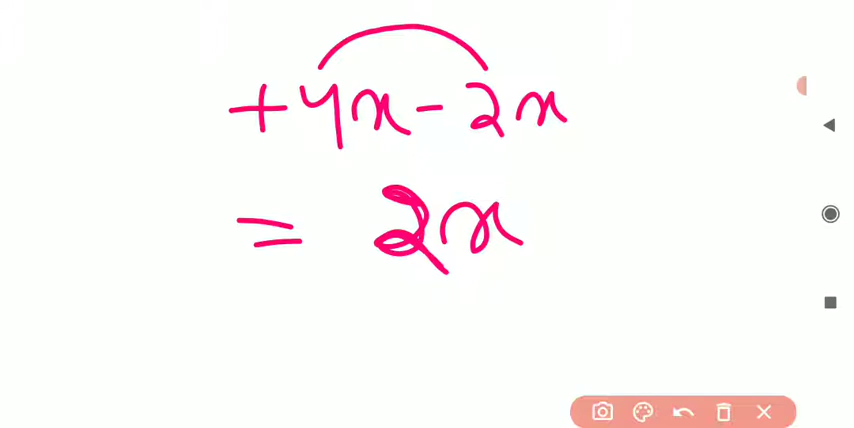 +4x-2x
= 2x